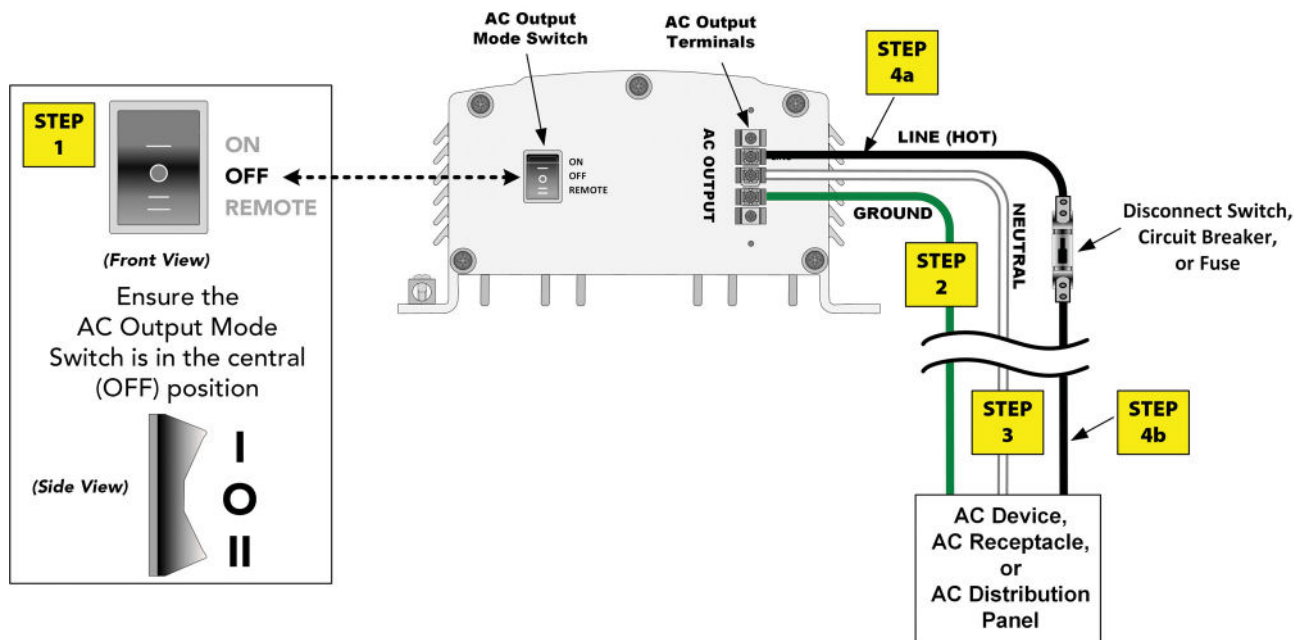 AC Output
Mode Switch
AC Output
Terminals
STEP
4a
STEP
1
ON
OFF
REMOTE
(Front View)
Ensure the
AC Output Mode
Switch is in the central
(OFF) position
(Side View)
I
O
II
ON
OFF
REMOTE
AC OUTPUT
LINE (HOT)
GROUND
NEUTRAL
Disconnect Switch,
Circuit Breaker,
or Fuse
STEP
2
STEP
3
STEP
4b
AC Device,
AC Receptacle,
or
AC Distribution
Panel